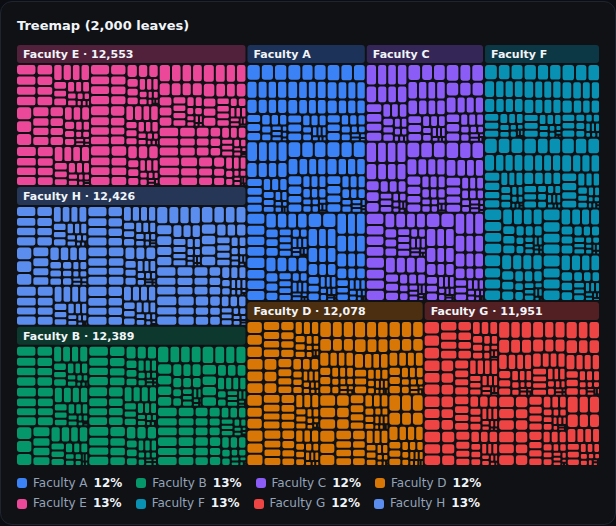 Treemap (2,000 leaves)
Faculty E · 12,553
Faculty A
Faculty C
Faculty F
Faculty H · 12,426
Faculty D · 12,078
Faculty G · 11,951
Faculty B · 12,389
Faculty A 12% Faculty B 13% Faculty C 12% Faculty D 12%
Faculty E 13% Faculty F 13% Faculty G 12% Faculty H 13%